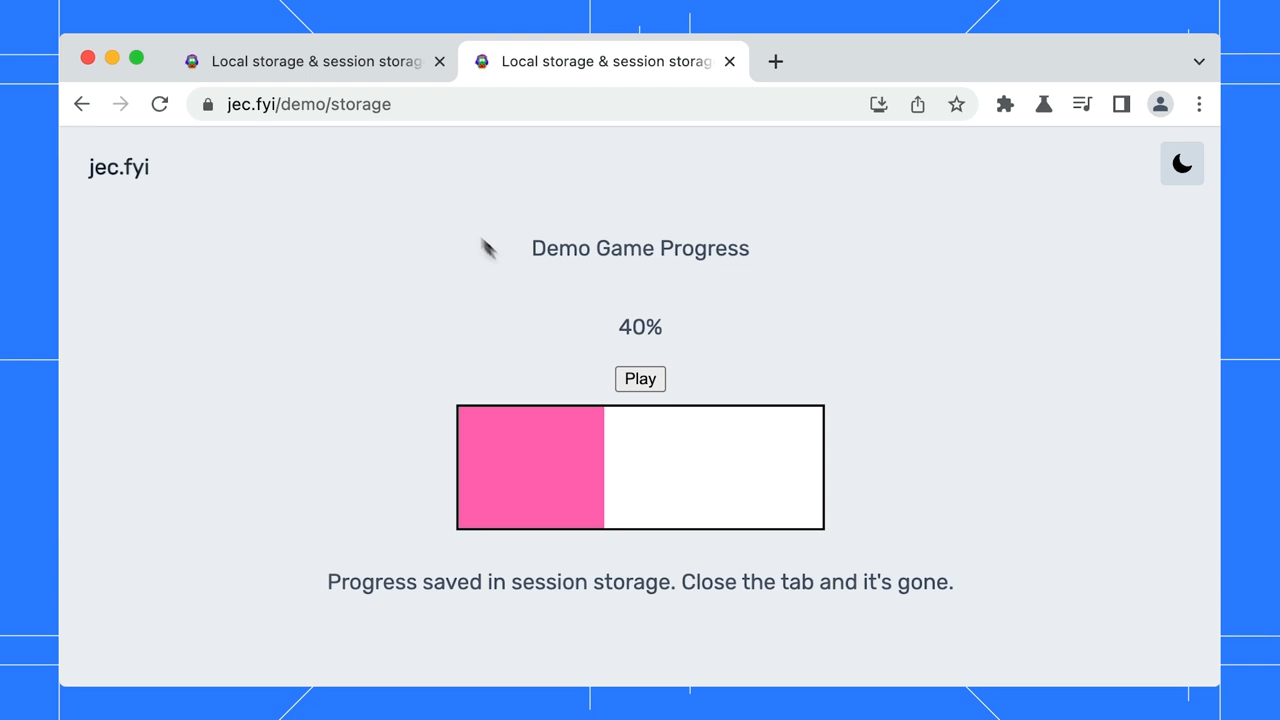 Local storage & session storag
Local storage & session storag
jec.fyi/demo/storage
jec.fyi
Demo Game Progress
40%
Play
Progress saved in session storage. Close the tab and it's gone.